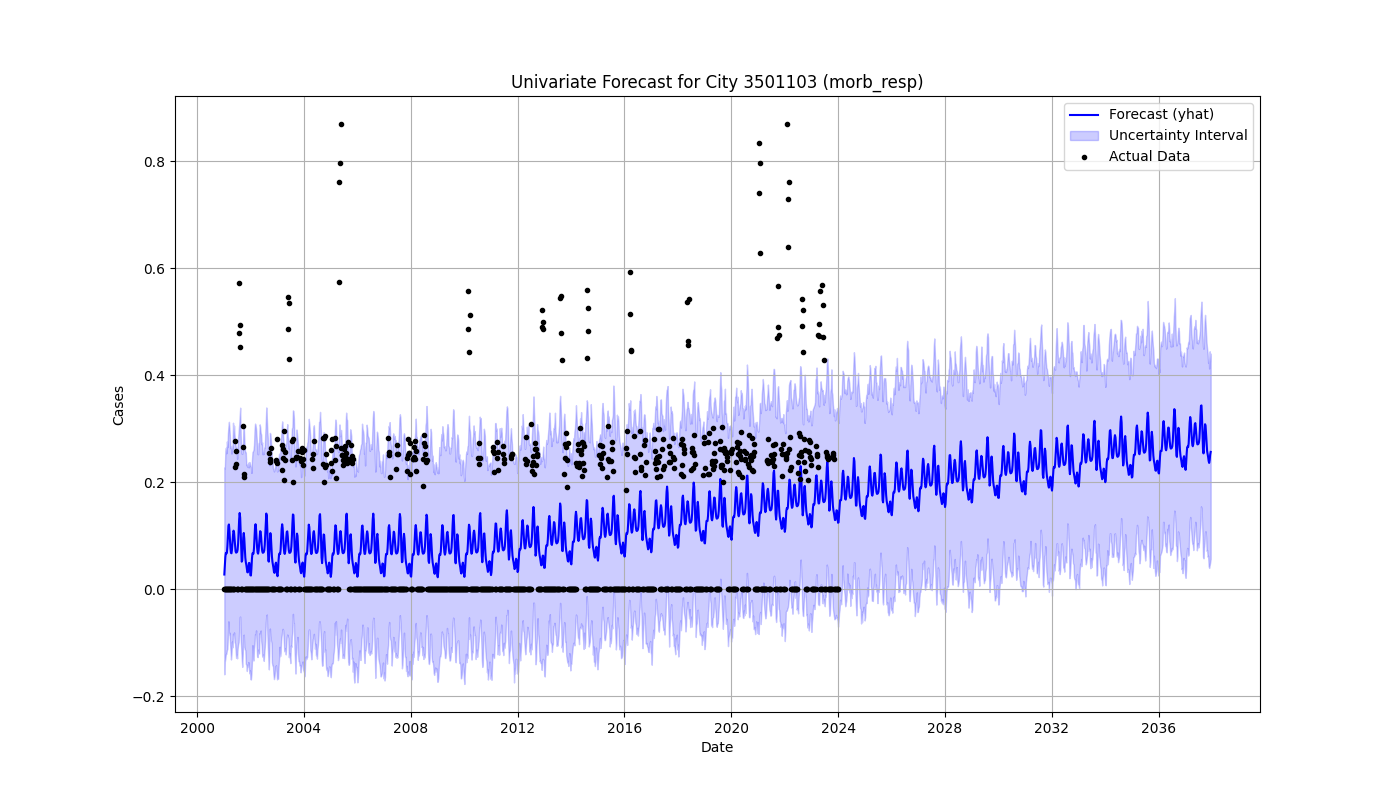 Univariate Forecast for City 3501103 (morb_resp)
Forecast (yhat)
Uncertainty Interval
Actual Data
Cases
0.8
0.6
0.4
0.2
0.0
−0.2
2000 2004 2008 2012 2016 2020 2024 2028 2032 2036
Date